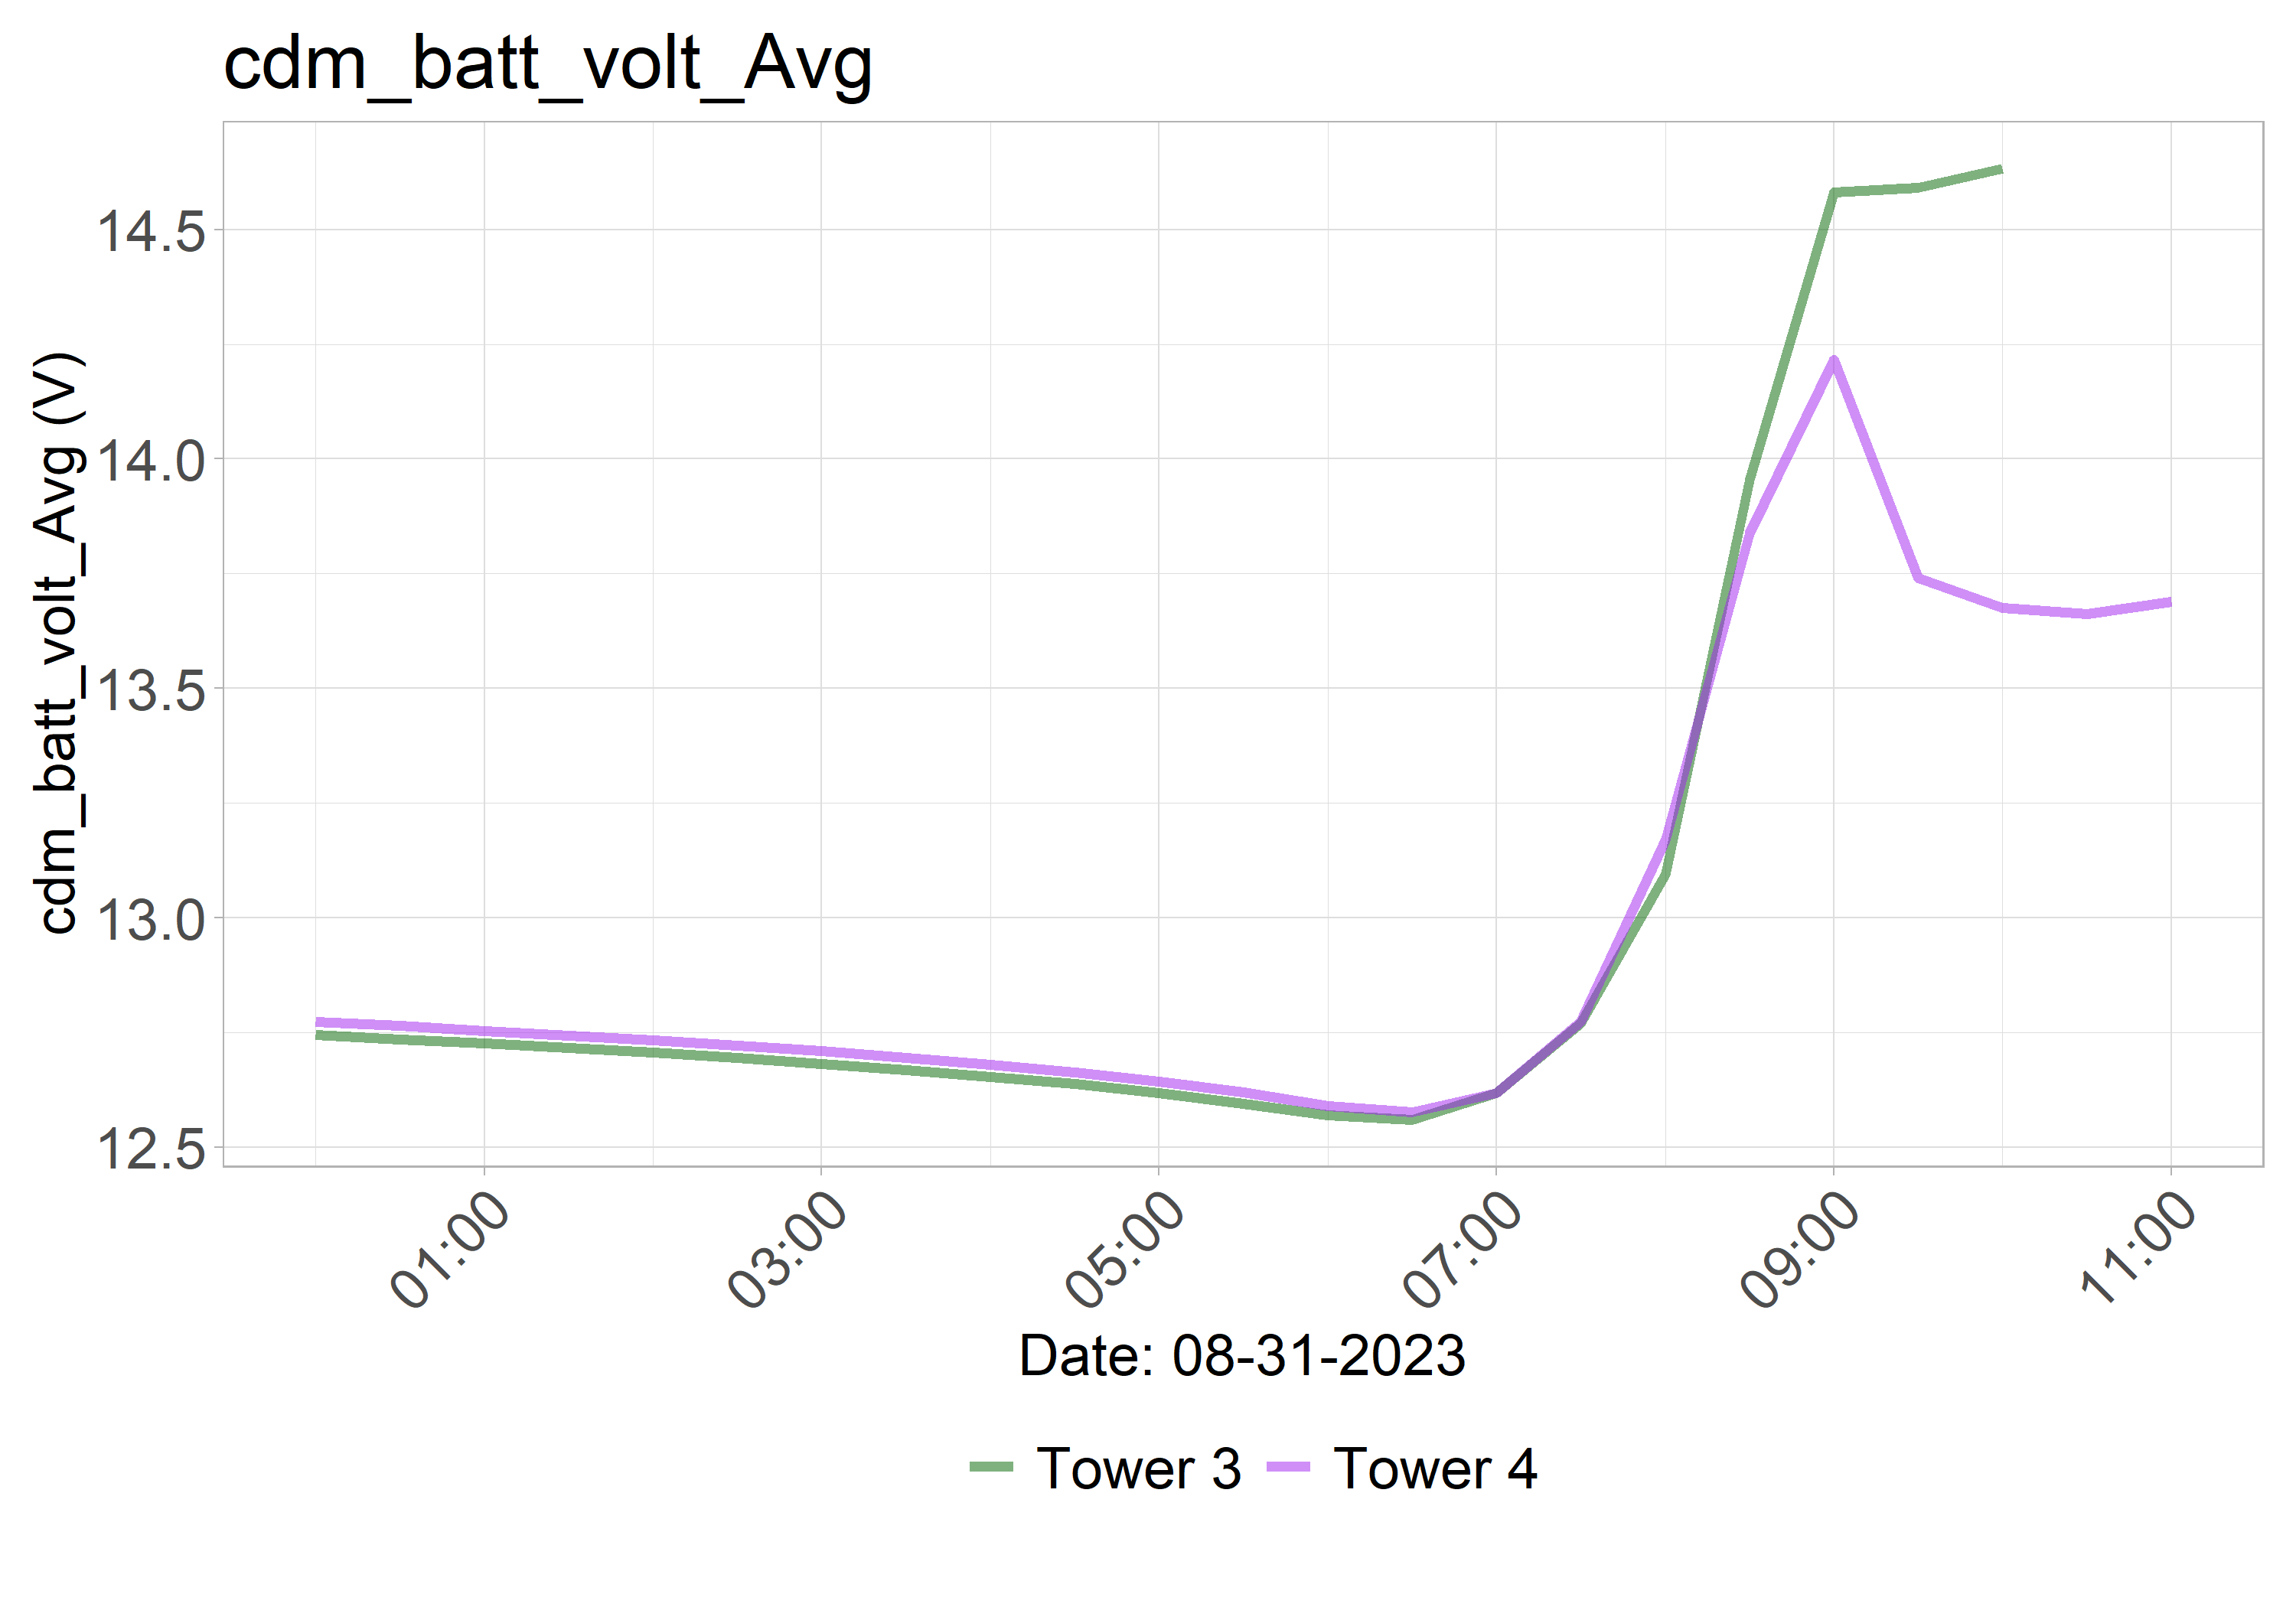 cdm_batt_volt_Avg
cdm_batt_volt_Avg (V)
14.5
14.0
13.5
13.0
12.5
01:00
03:00
05:00
07:00
09:00
11:00
Date: 08-31-2023
Tower 3
Tower 4